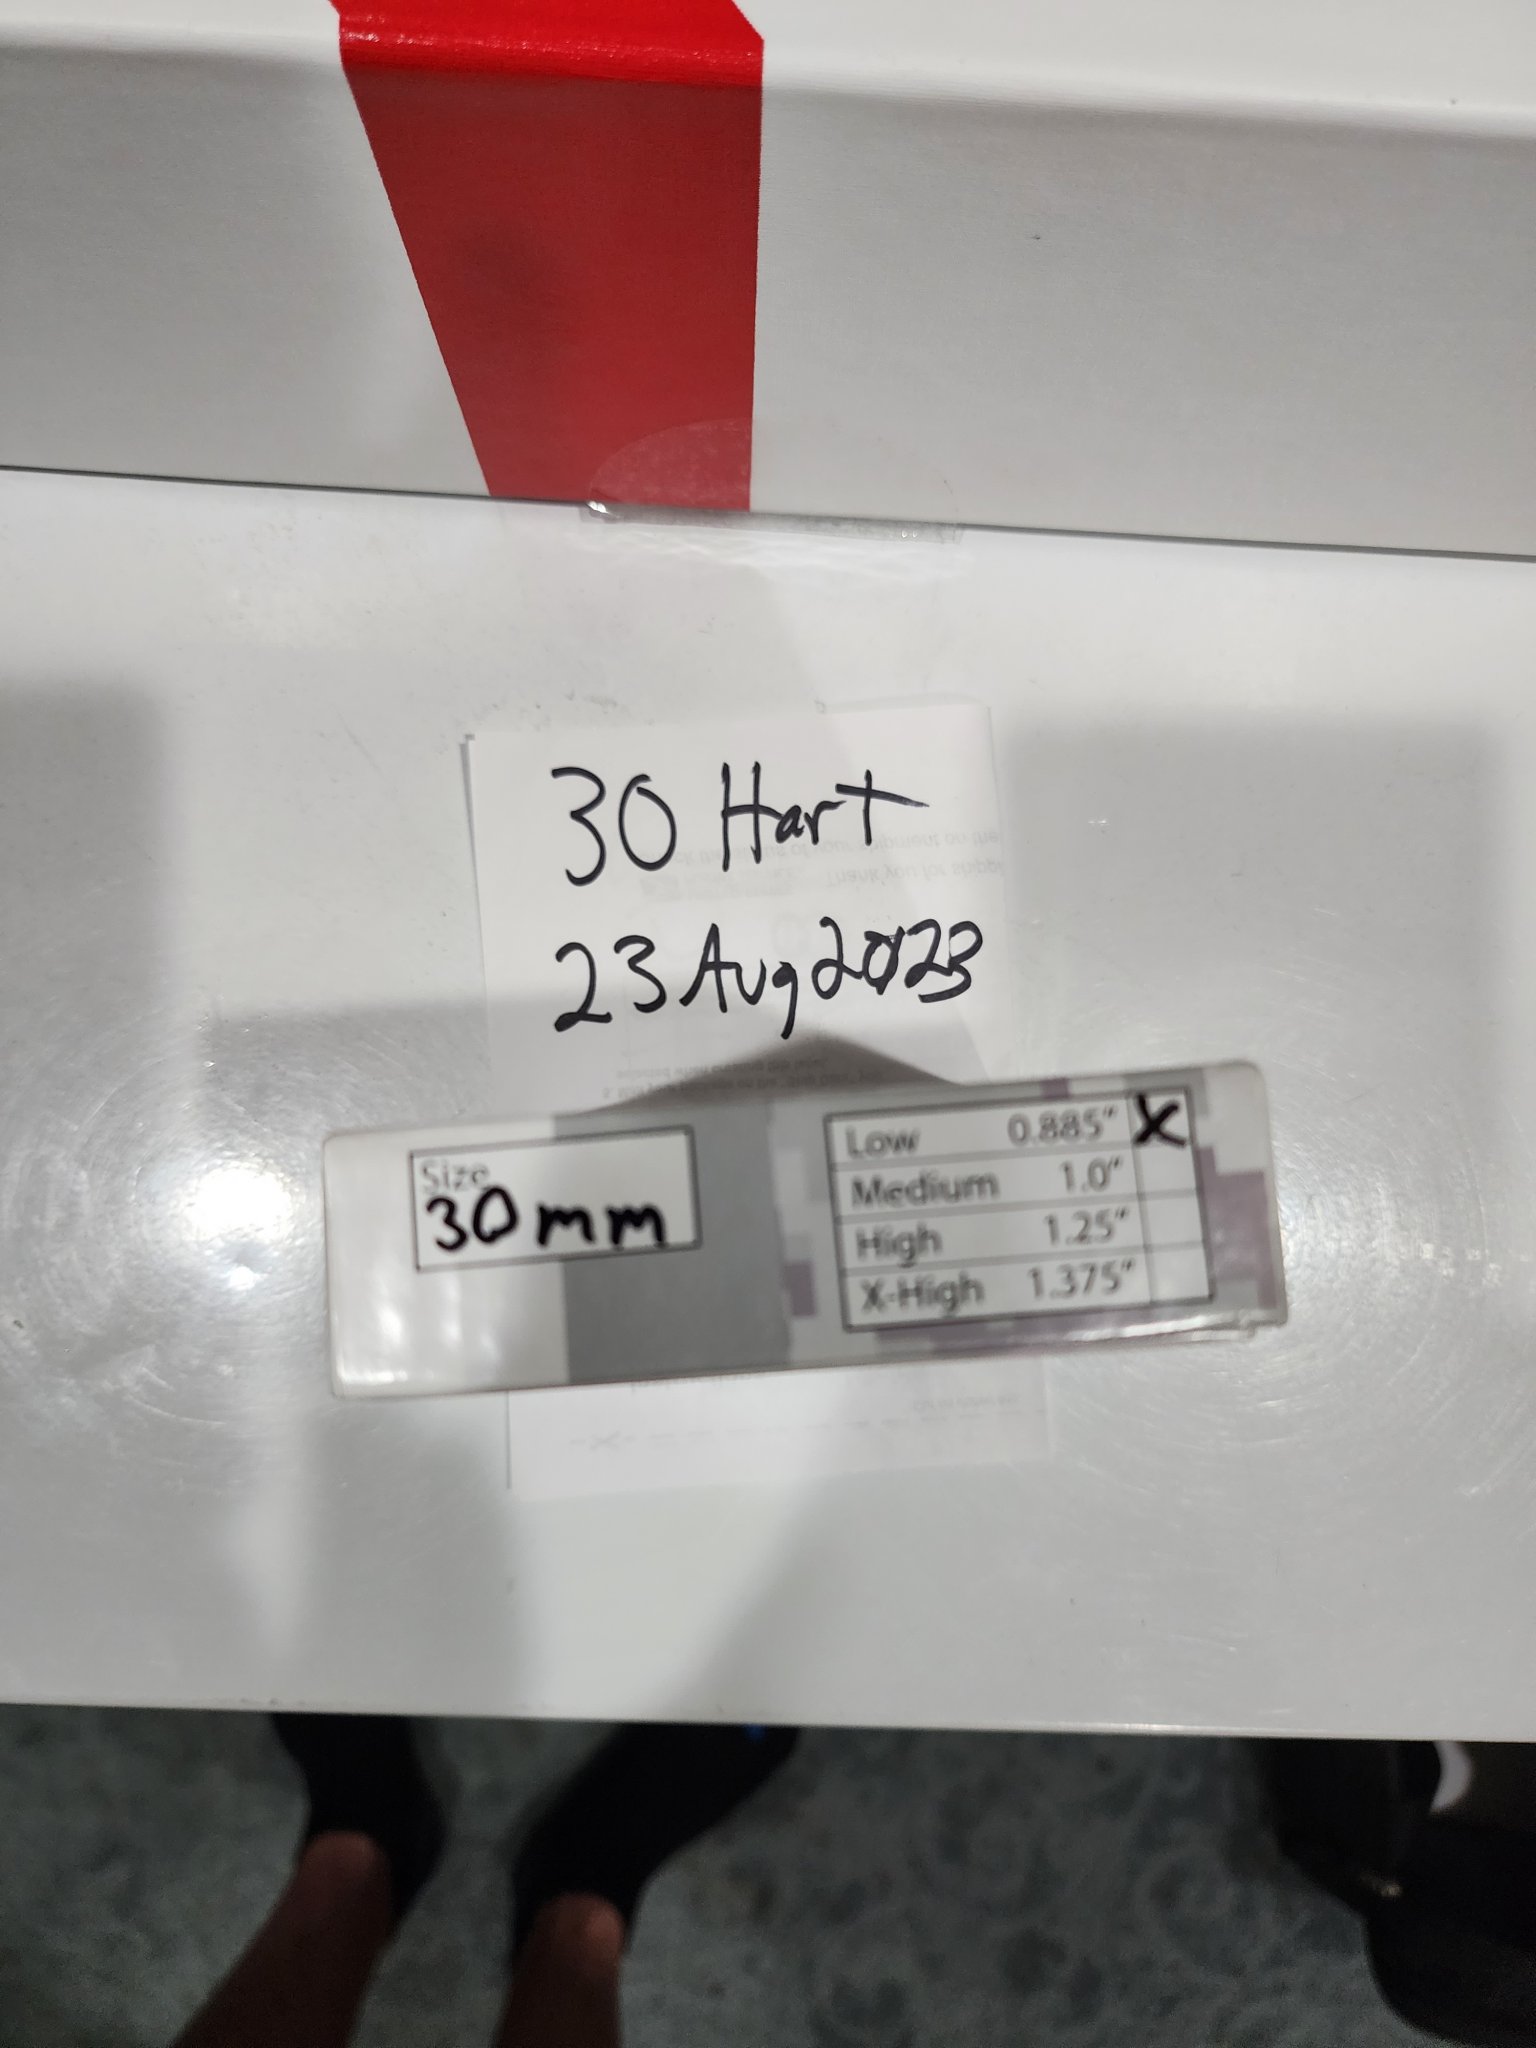 30 Hart
23 Aug 2023
Size
30mm
Low 0.885" X
Medium 1.0"
High 1.25"
X-High 1.375"